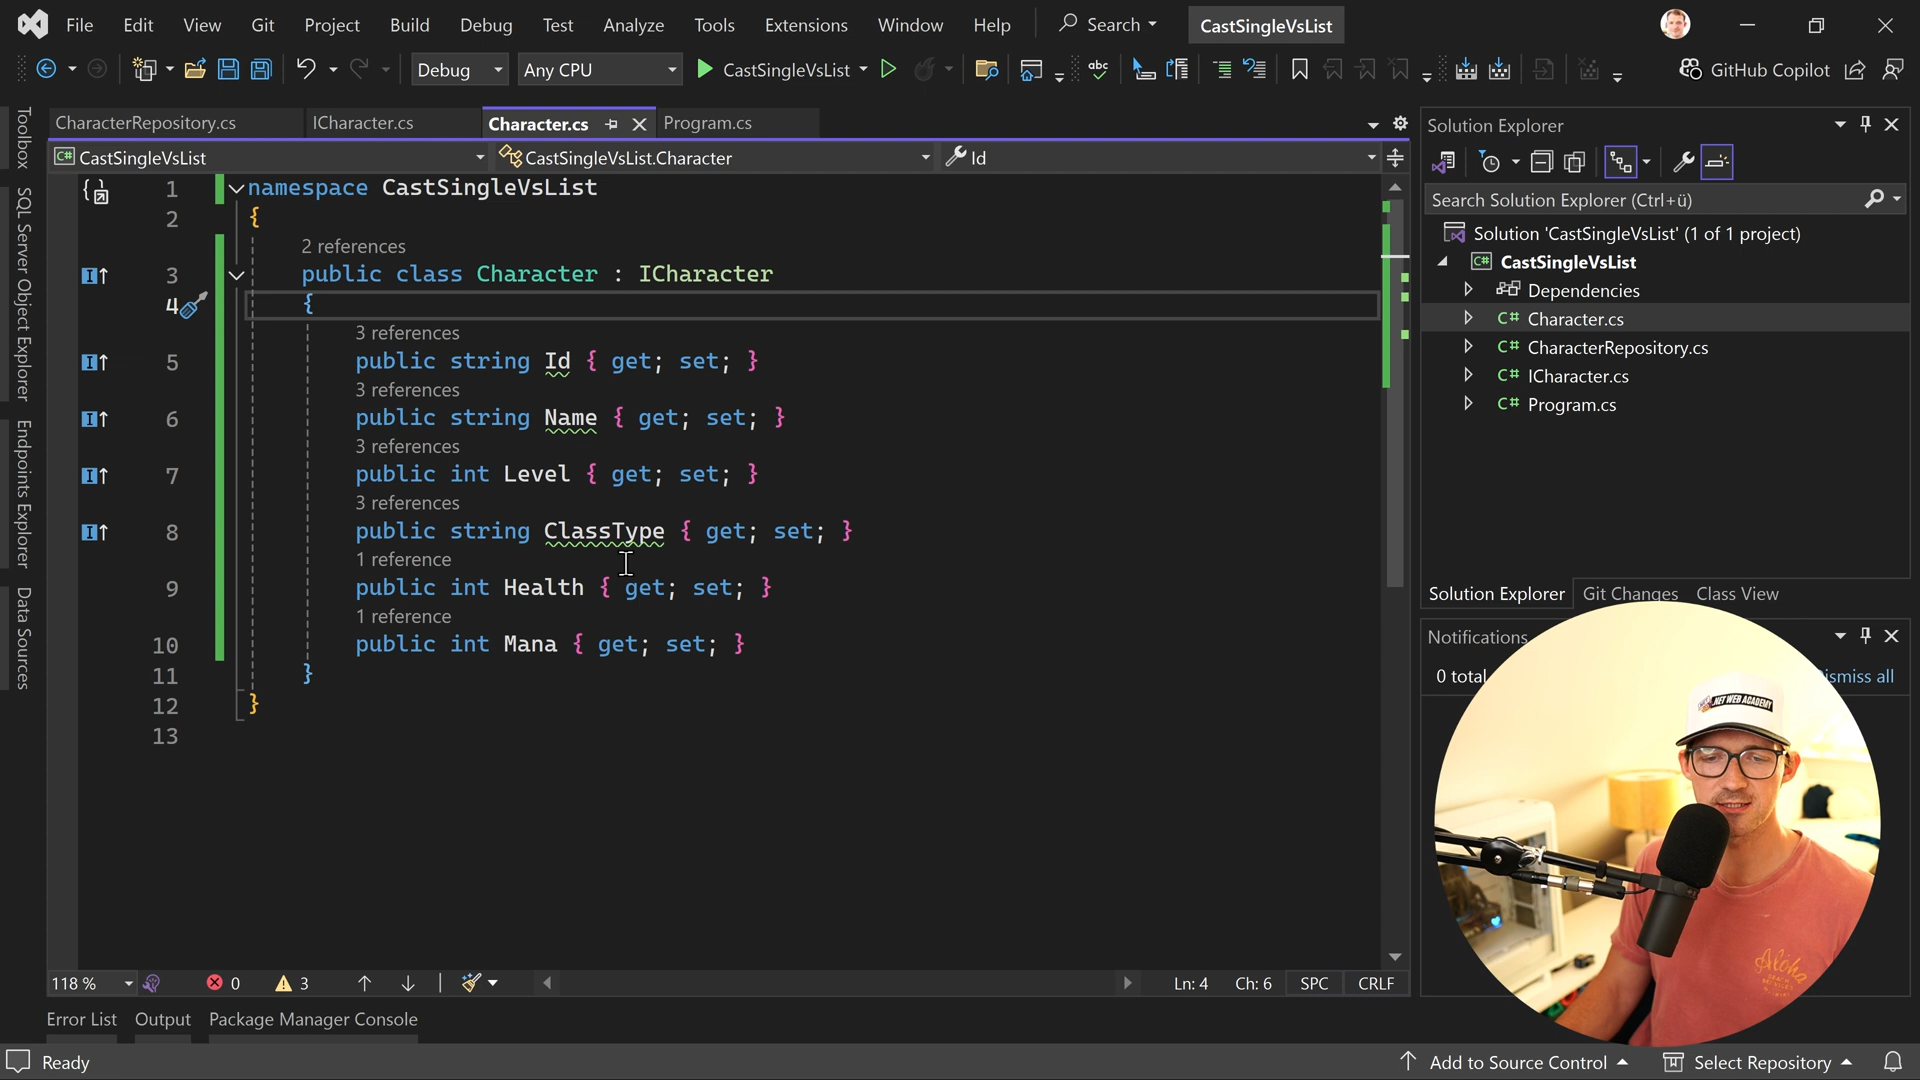 File Edit View Git Project Build Debug Test Analyze Tools Extensions Window Help Search CastSingleVsList
Debug Any CPU CastSingleVsList GitHub Copilot
CharacterRepository.cs ICharacter.cs Character.cs Program.cs
CastSingleVsList CastSingleVsList.Character Id
Toolbox
SQL Server Object Explorer
Endpoints Explorer
Data Sources
1 namespace CastSingleVsList
2 {
2 references
3 public class Character : ICharacter
4 {
3 references
5 public string Id { get; set; }
3 references
6 public string Name { get; set; }
3 references
7 public int Level { get; set; }
3 references
8 public string ClassType { get; set; }
1 reference
9 public int Health { get; set; }
1 reference
10 public int Mana { get; set; }
11 }
12 }
13
118 % 0 3 Ln: 4 Ch: 6 SPC CRLF
Error List Output Package Manager Console
Ready Add to Source Control Select Repository
Solution Explorer
Search Solution Explorer (Ctrl+ü)
Solution 'CastSingleVsList' (1 of 1 project)
C# CastSingleVsList
Dependencies
C# Character.cs
C# CharacterRepository.cs
C# ICharacter.cs
C# Program.cs
Solution Explorer Git Changes Class View
Notifications
0 total ismiss all
.NET WEB ACADEMY
Aloha